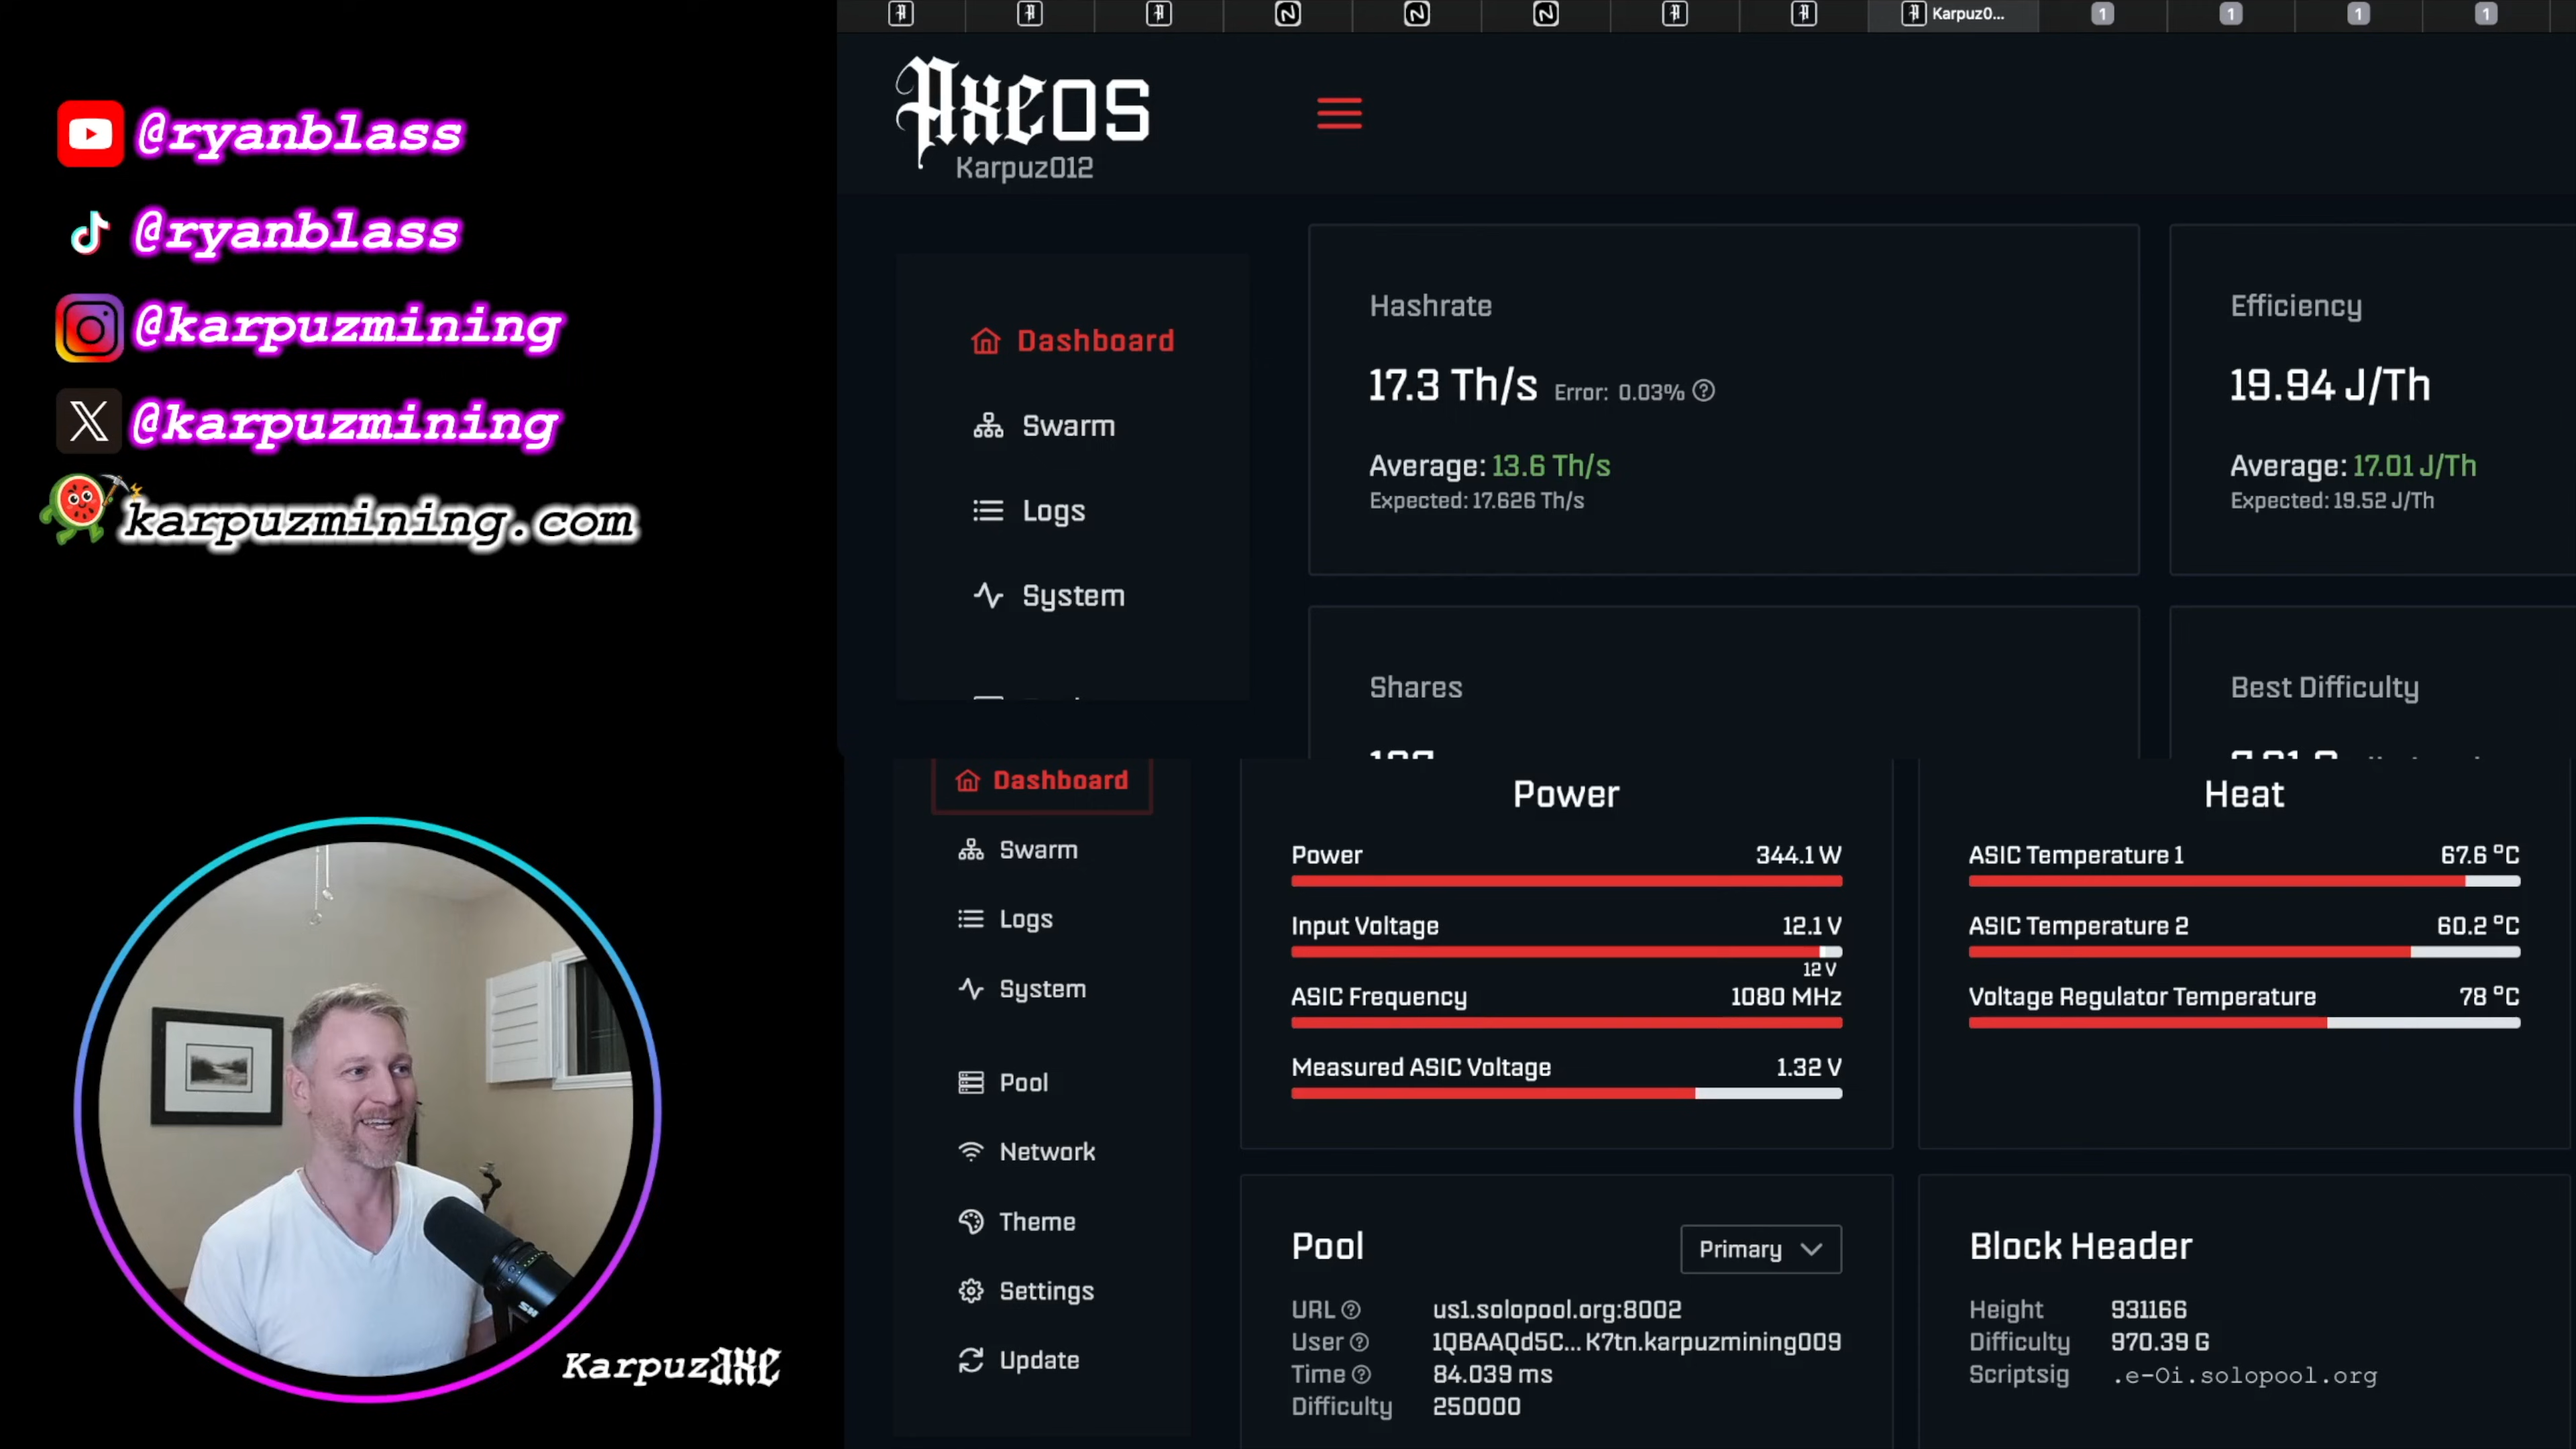 @ryanblass
@ryanblass
@karpuzmining
@karpuzmining
karpuzmining.com
KarpuzAXE
Karpuz0...
1
1
1
1
AxeOS
Karpuz012
Dashboard
Swarm
Logs
System
Hashrate
17.3 Th/s Error: 0.03%
Average: 13.6 Th/s
Expected: 17.626 Th/s
Efficiency
19.94 J/Th
Average: 17.01 J/Th
Expected: 19.52 J/Th
Shares
Best Difficulty
Dashboard
Swarm
Logs
System
Pool
Network
Theme
Settings
Update
Power
Power 344.1 W
Input Voltage 12.1 V
12 V
ASIC Frequency 1080 MHz
Measured ASIC Voltage 1.32 V
Heat
ASIC Temperature 1 67.6 °C
ASIC Temperature 2 60.2 °C
Voltage Regulator Temperature 78 °C
Pool Primary
URL us1.solopool.org:8002
User 1QBAAQd5C...K7tn.karpuzmining009
Time 84.039 ms
Difficulty 250000
Block Header
Height 931166
Difficulty 970.39 G
Scriptsig .e-Oi.solopool.org